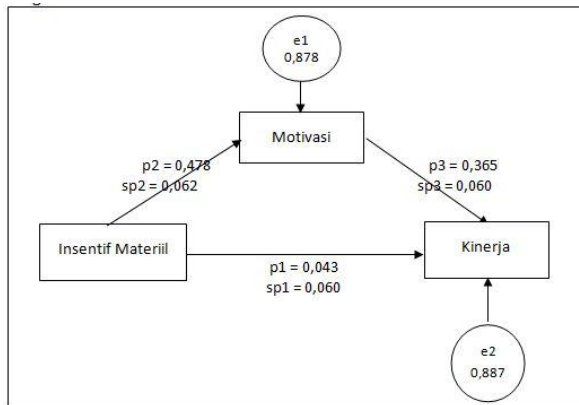 e1
0,878
Motivasi
p2 = 0,478
sp2 = 0,062
p3 = 0,365
sp3 = 0,060
Insentif Materiil
Kinerja
p1 = 0,043
sp1 = 0,060
e2
0,887